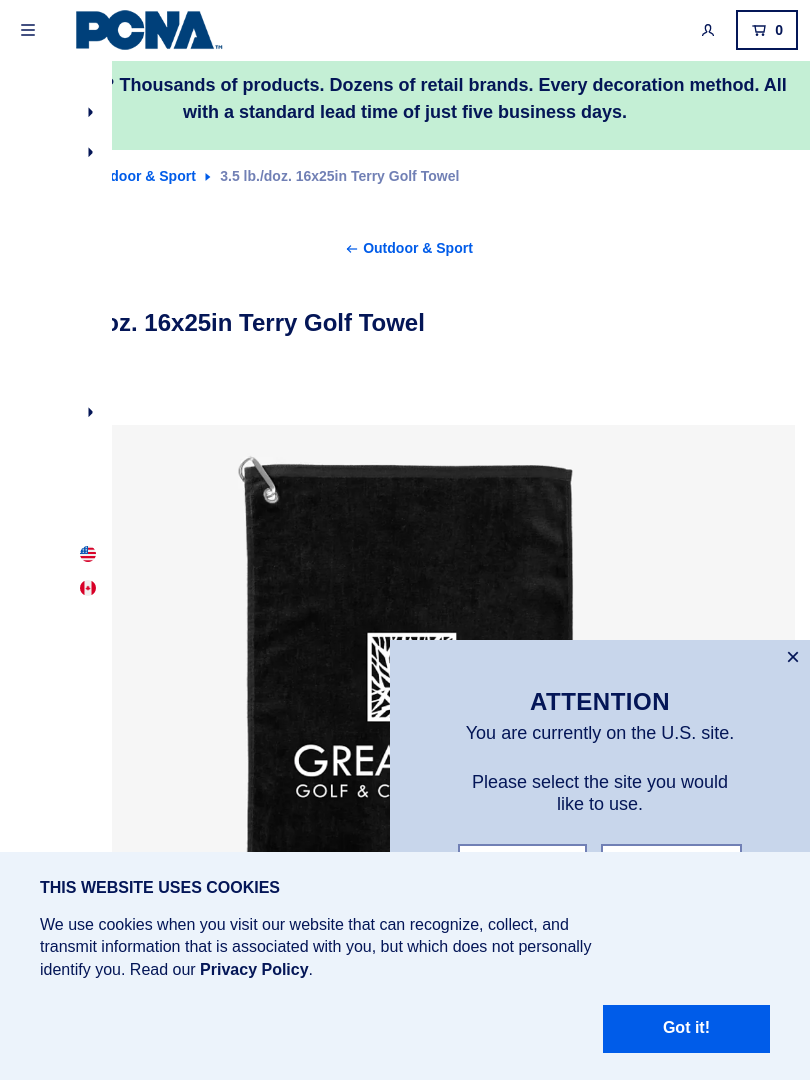 PCNA™
0
Thousands of products. Dozens of retail brands. Every decoration method. All
with a standard lead time of just five business days.
door & Sport
3.5 lb./doz. 16x25in Terry Golf Towel
Outdoor & Sport
oz. 16x25in Terry Golf Towel
GREA
GOLF & C
ATTENTION
You are currently on the U.S. site.
Please select the site you would
like to use.
THIS WEBSITE USES COOKIES
We use cookies when you visit our website that can recognize, collect, and
transmit information that is associated with you, but which does not personally
identify you. Read our Privacy Policy.
Got it!